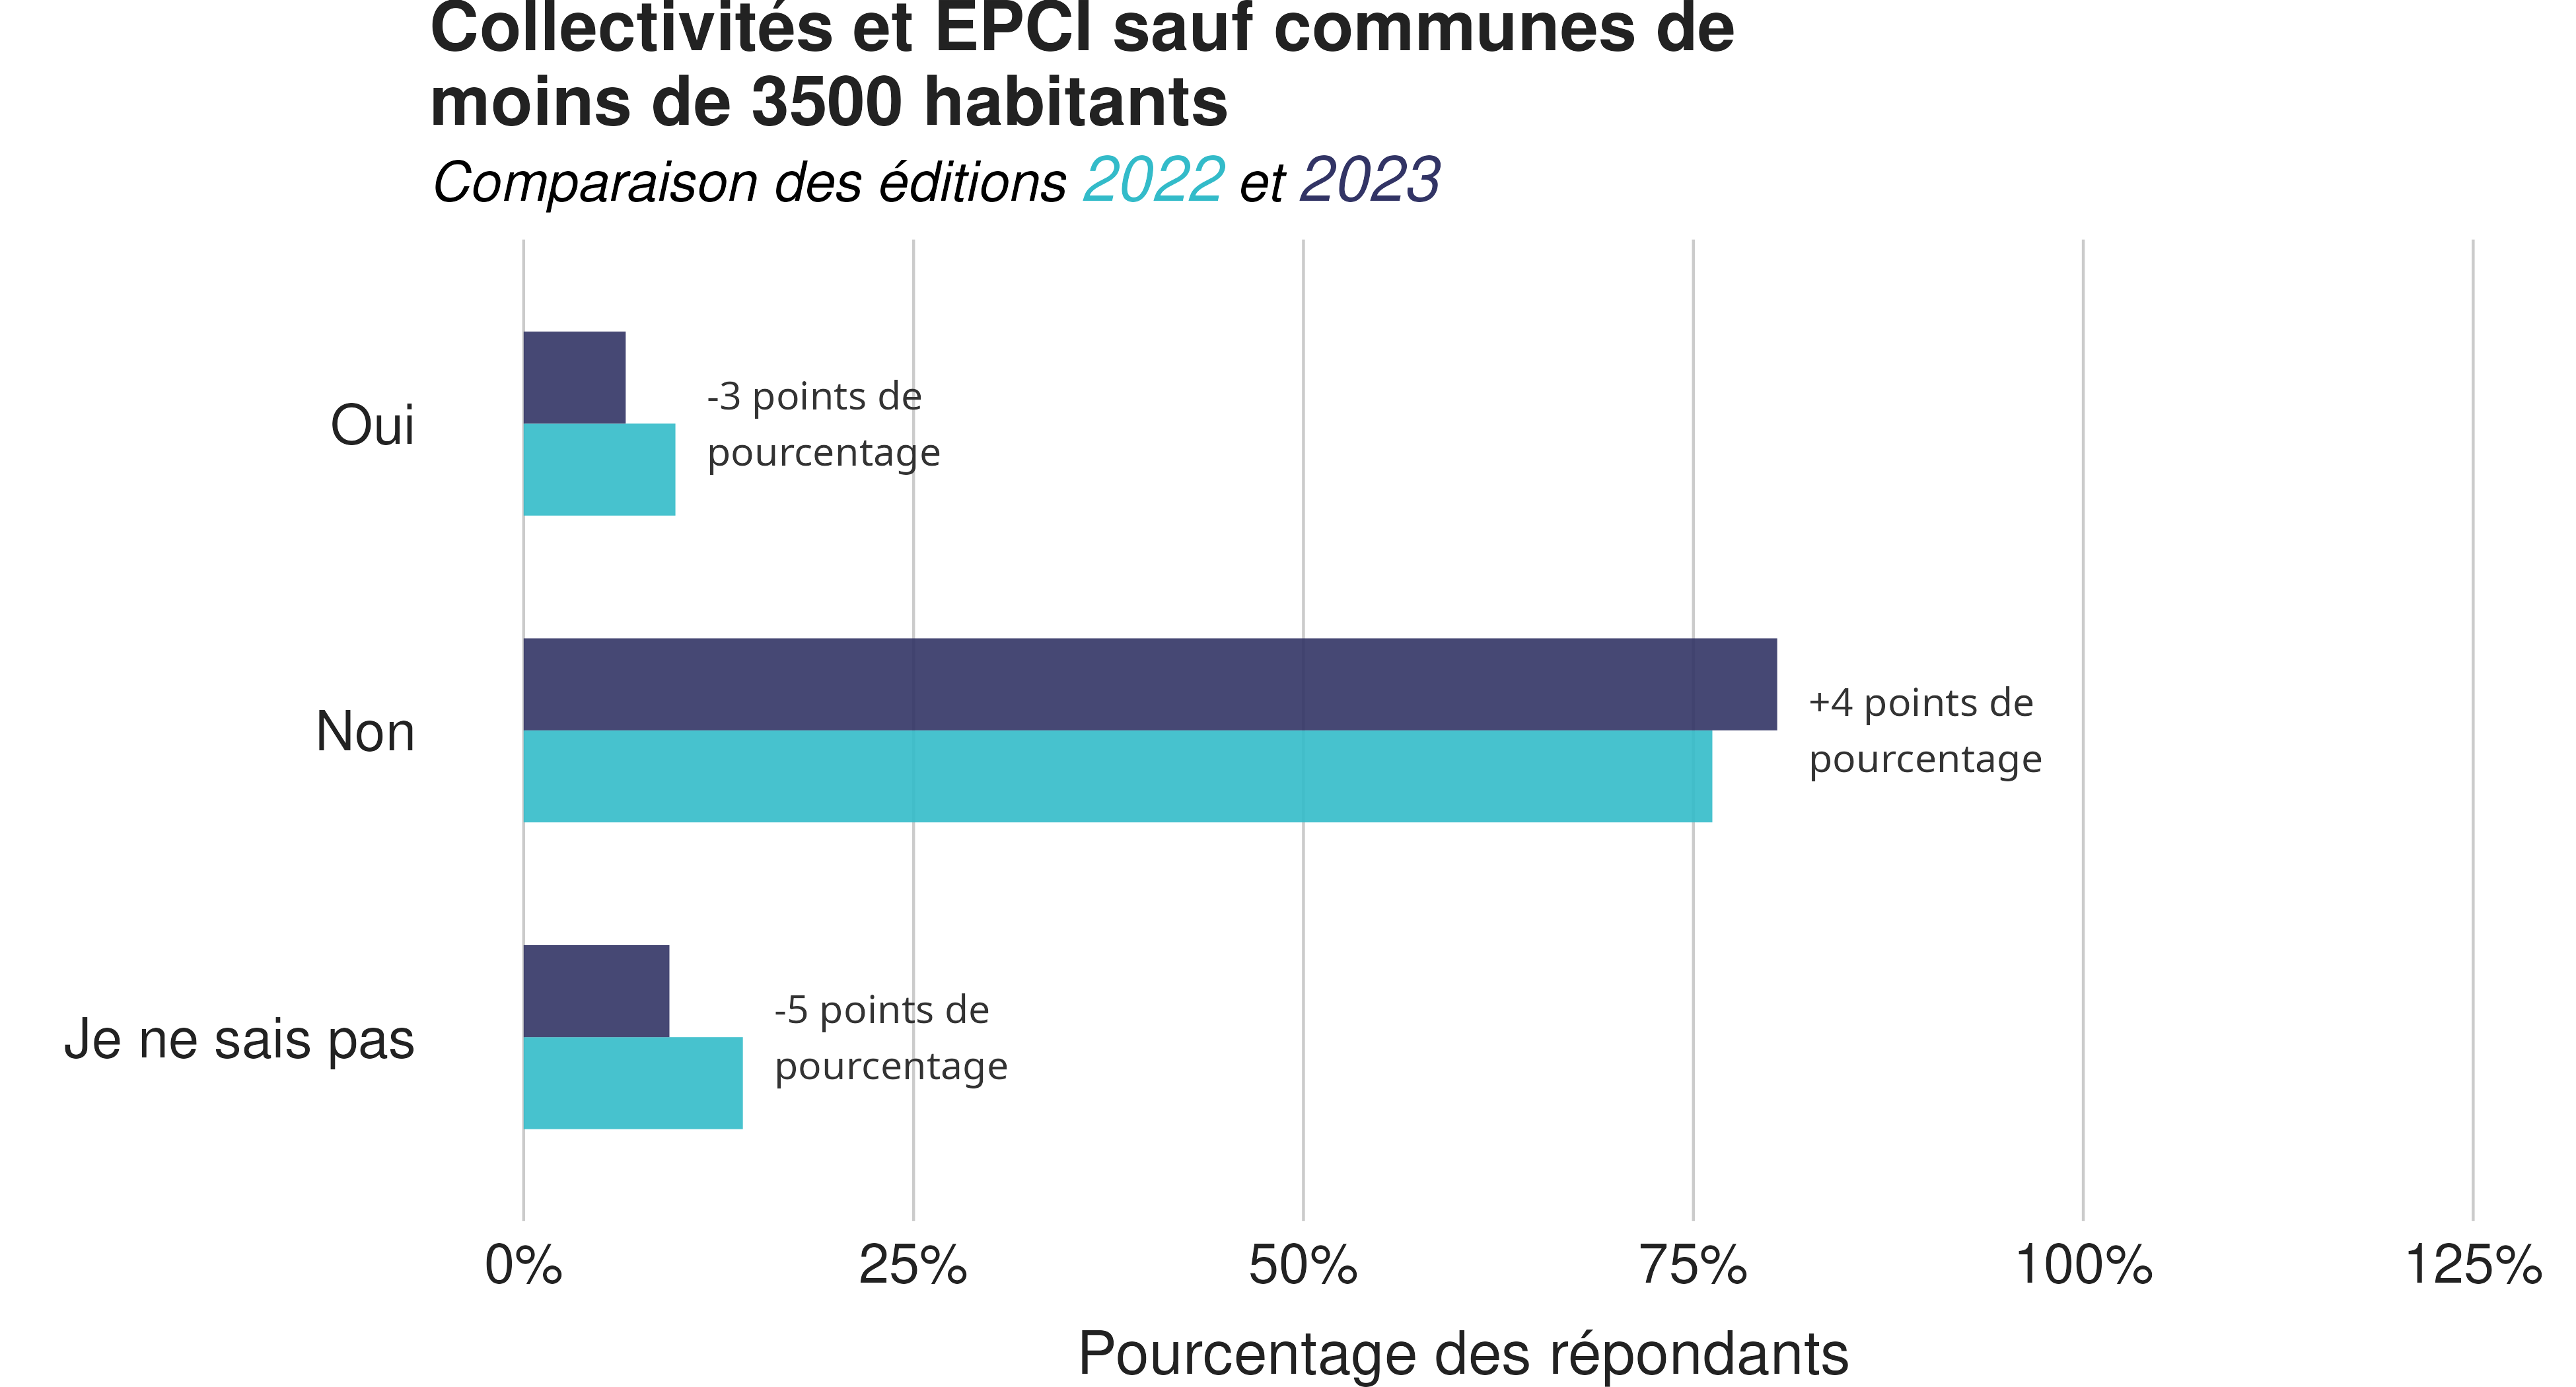 Collectivités et EPCI sauf communes de
moins de 3500 habitants
Comparaison des éditions 2022 et 2023
Oui
-3 points de
pourcentage
Non
+4 points de
pourcentage
Je ne sais pas
-5 points de
pourcentage
0% 25% 50% 75% 100% 125%
Pourcentage des répondants